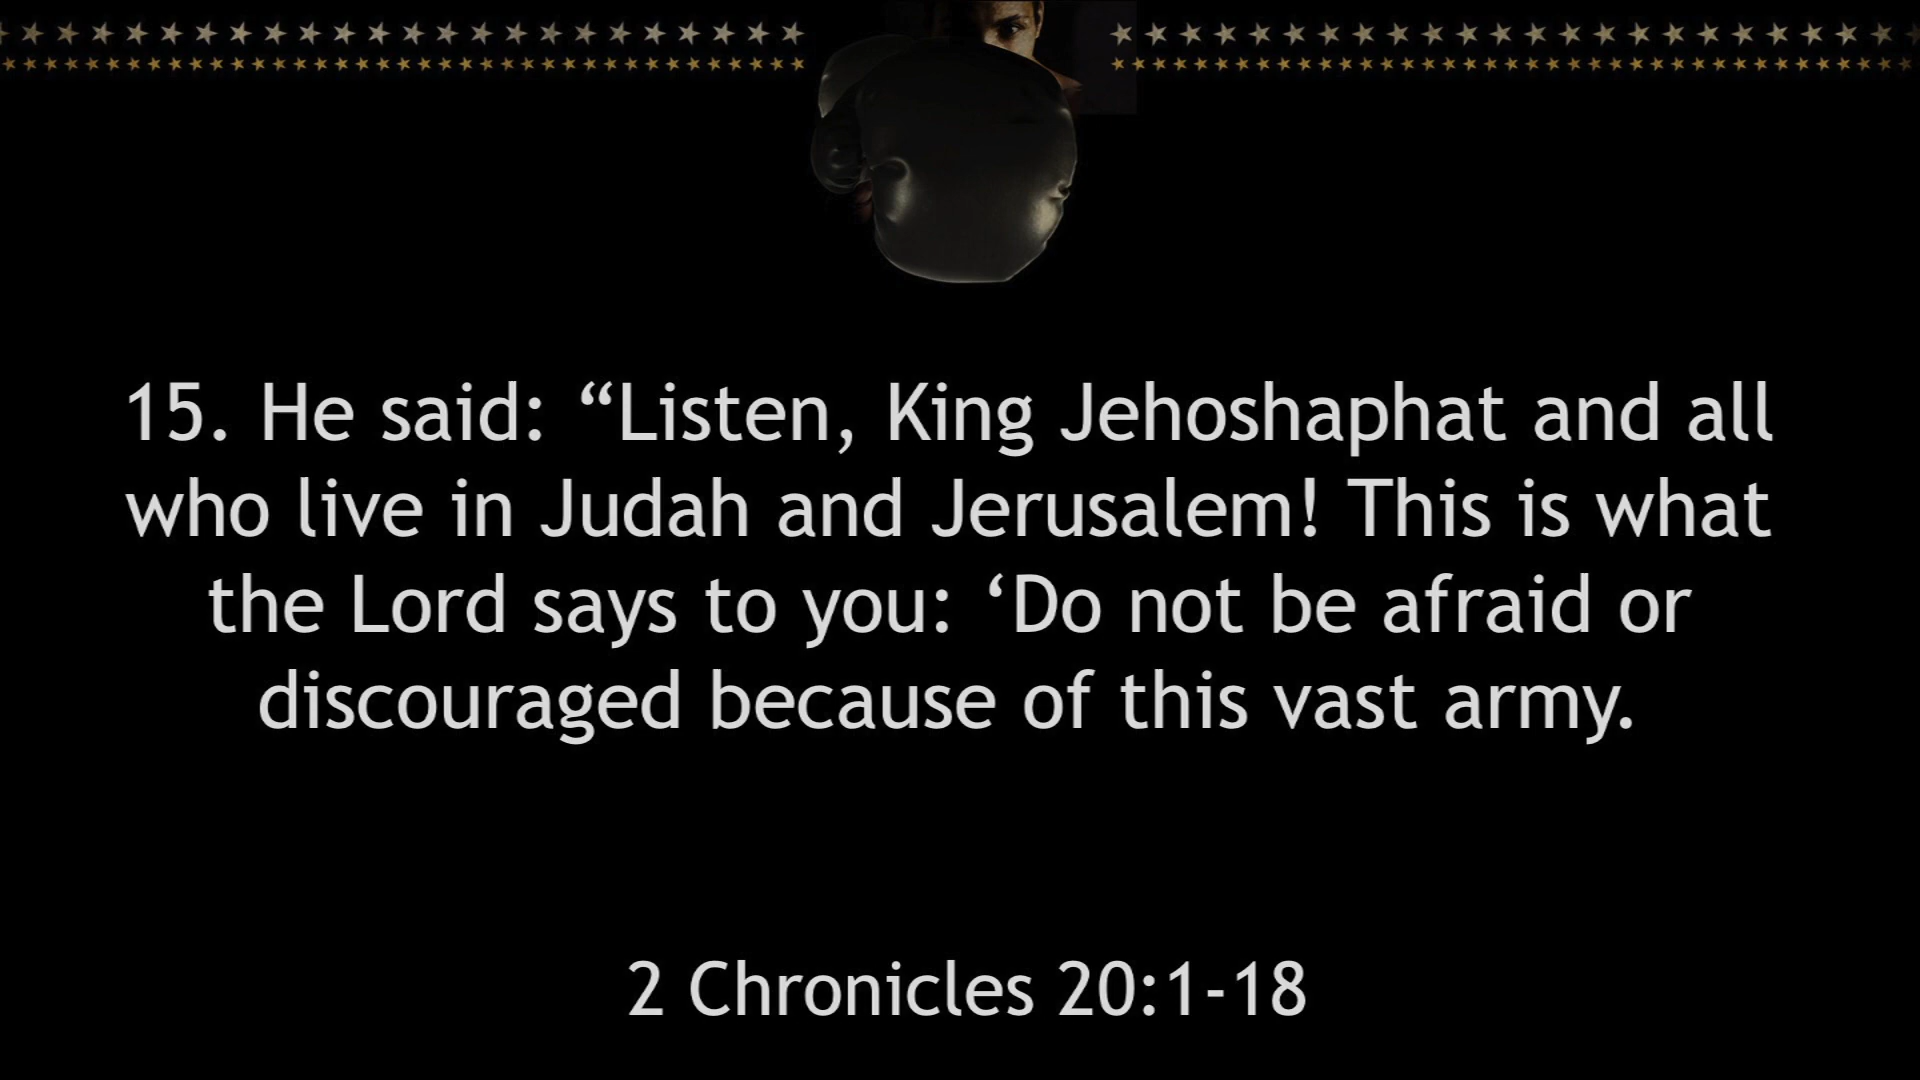 15. He said: “Listen, King Jehoshaphat and all
who live in Judah and Jerusalem! This is what
the Lord says to you: ‘Do not be afraid or
discouraged because of this vast army.
2 Chronicles 20:1-18